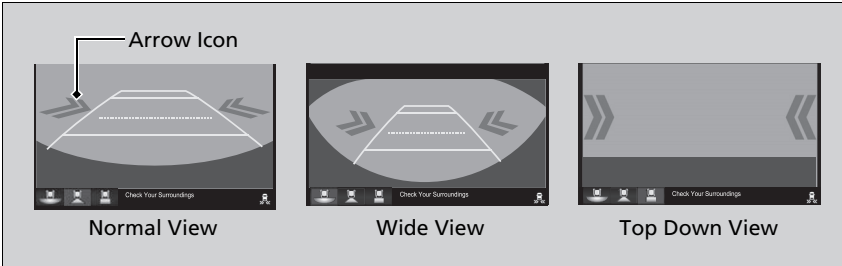 Arrow Icon
Check Your Surroundings
Check Your Surroundings
Check Your Surroundings
Normal View
Wide View
Top Down View